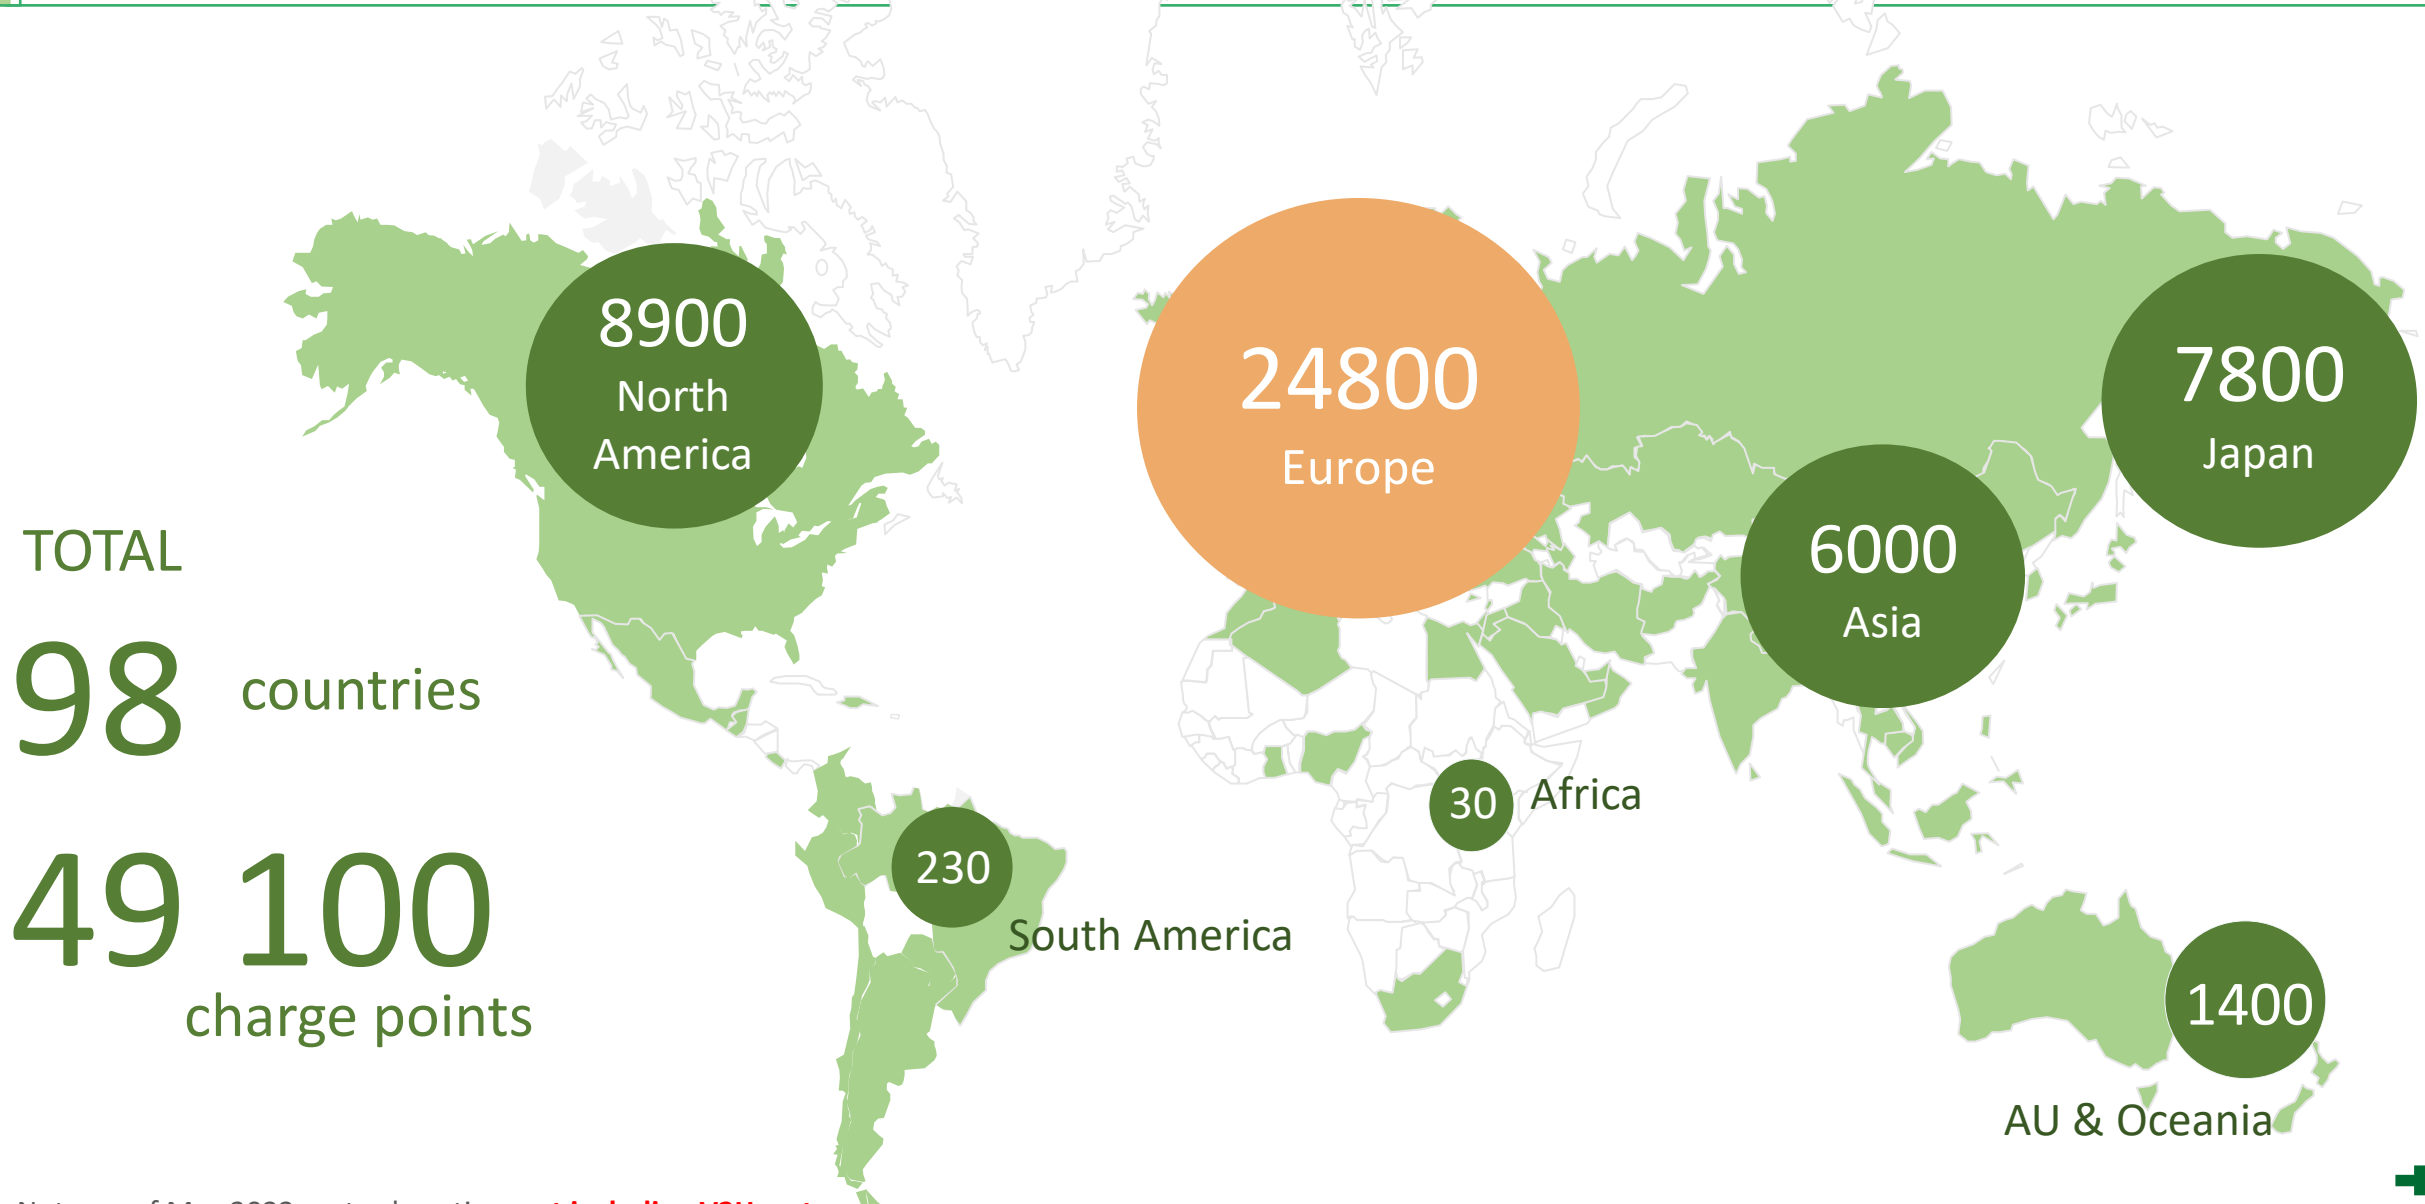 8900
North
America
24800
Europe
7800
Japan
6000
Asia
TOTAL
98 countries
49 100
charge points
30 Africa
230
South America
1400
AU & Oceania